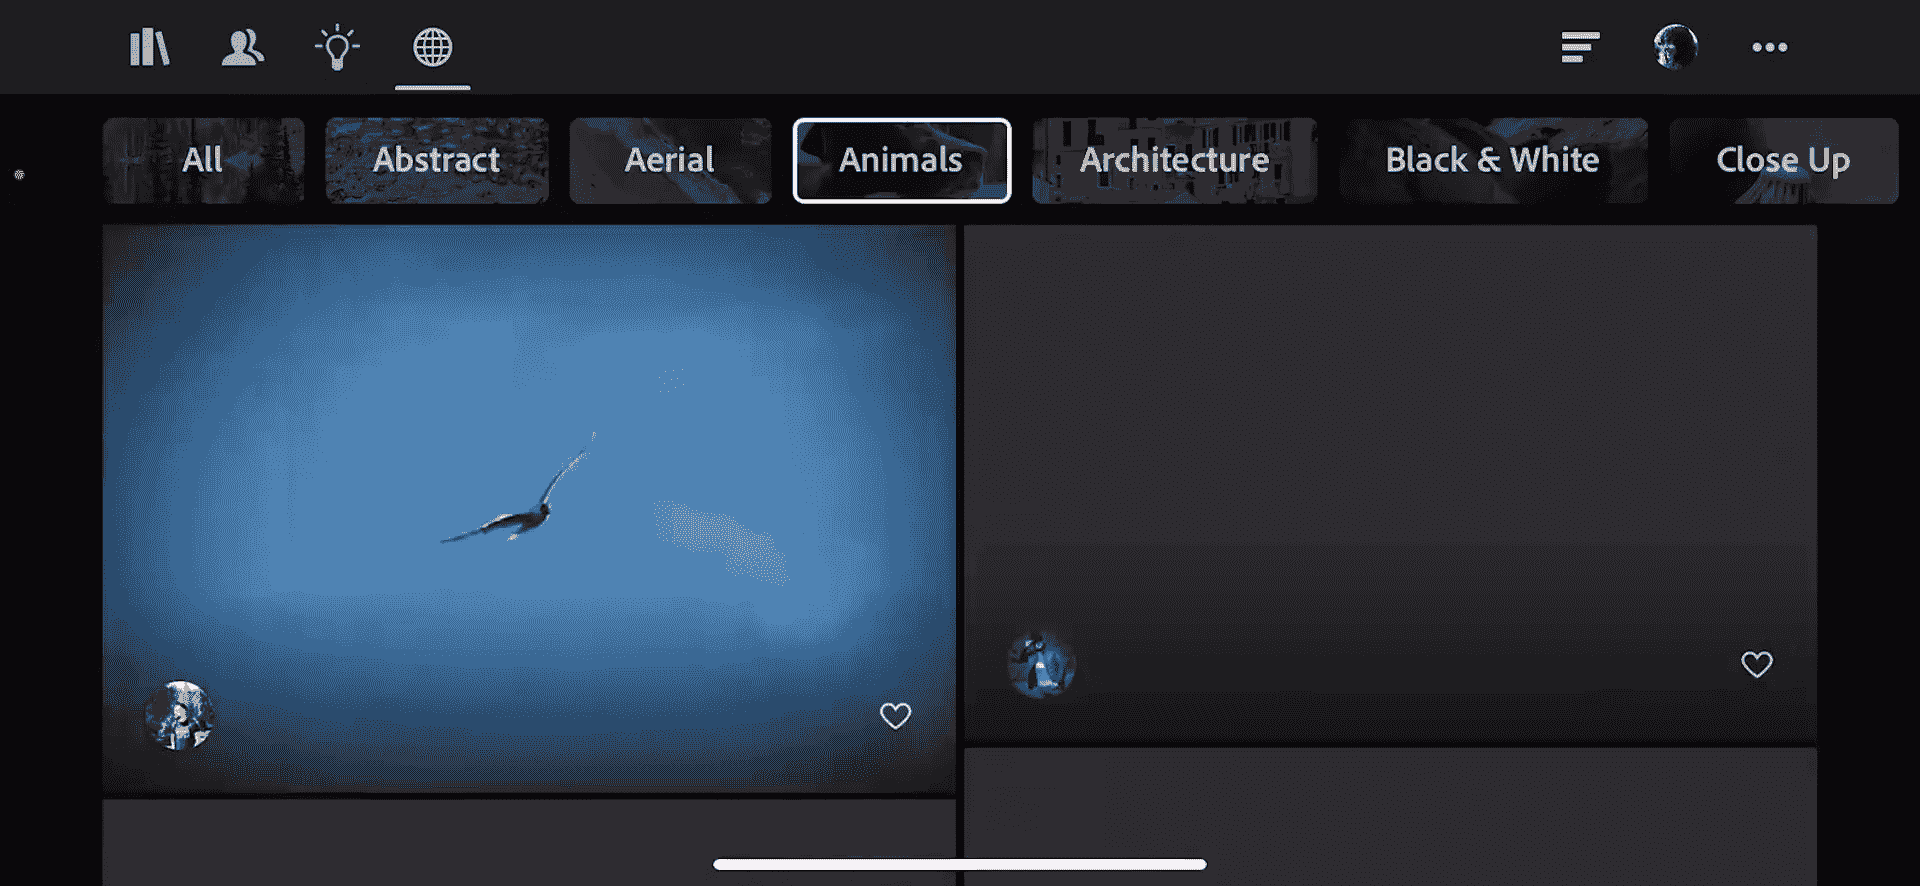 All
Abstract
Aerial
Animals
Architecture
Black & White
Close Up